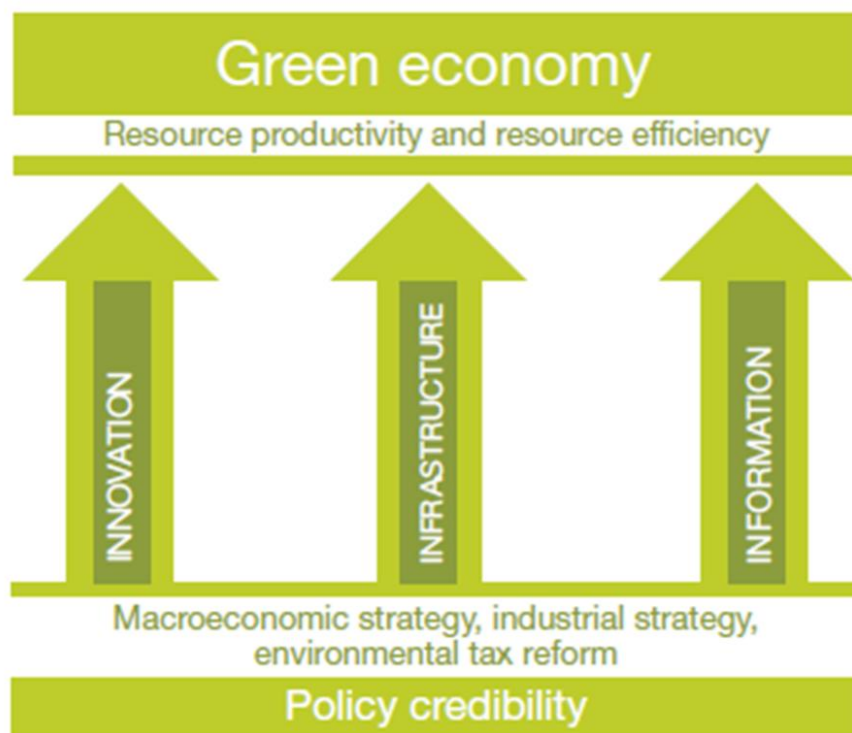 Green economy
Resource productivity and resource efficiency
INNOVATION
INFRASTRUCTURE
INFORMATION
Macroeconomic strategy, industrial strategy,
environmental tax reform
Policy credibility